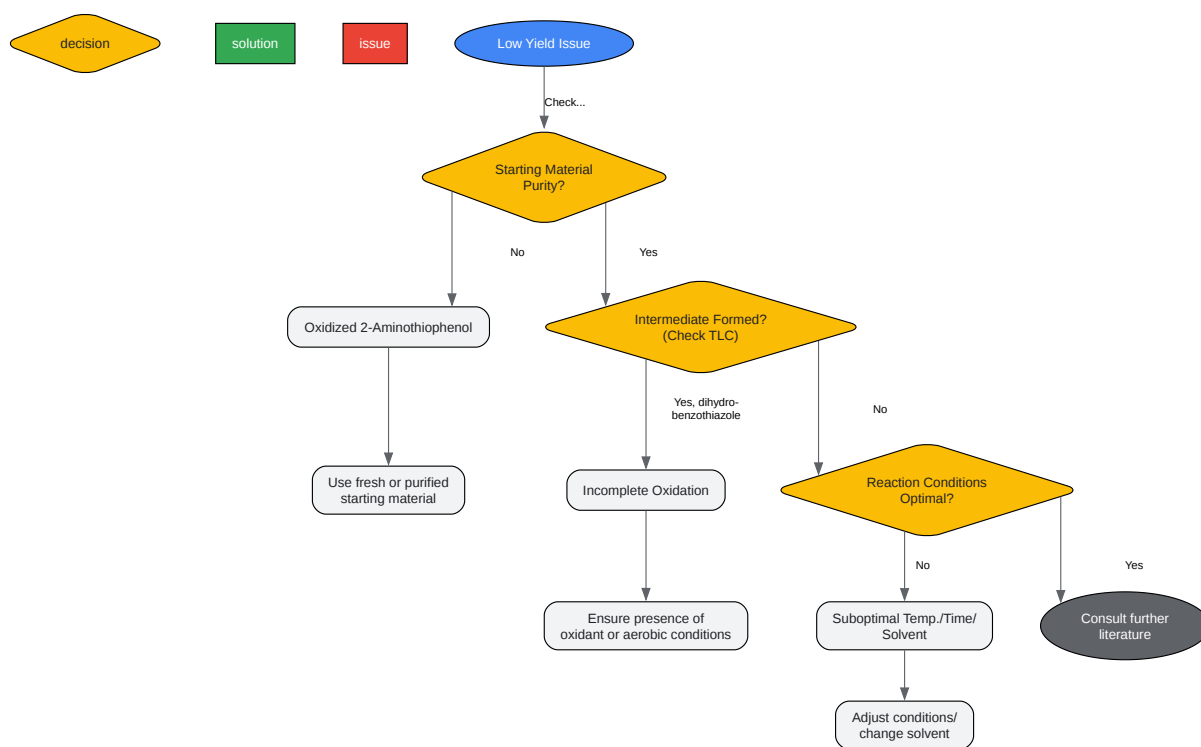 decision
solution
issue
Low Yield Issue
Check...
Starting Material
Purity?
No
Yes
Oxidized 2-Aminothiophenol
Intermediate Formed?
(Check TLC)
Yes, dihydro-
benzothiazole
No
Use fresh or purified
starting material
Incomplete Oxidation
Reaction Conditions
Optimal?
No
Yes
Ensure presence of
oxidant or aerobic conditions
Suboptimal Temp./Time/
Solvent
Consult further
literature
Adjust conditions/
change solvent